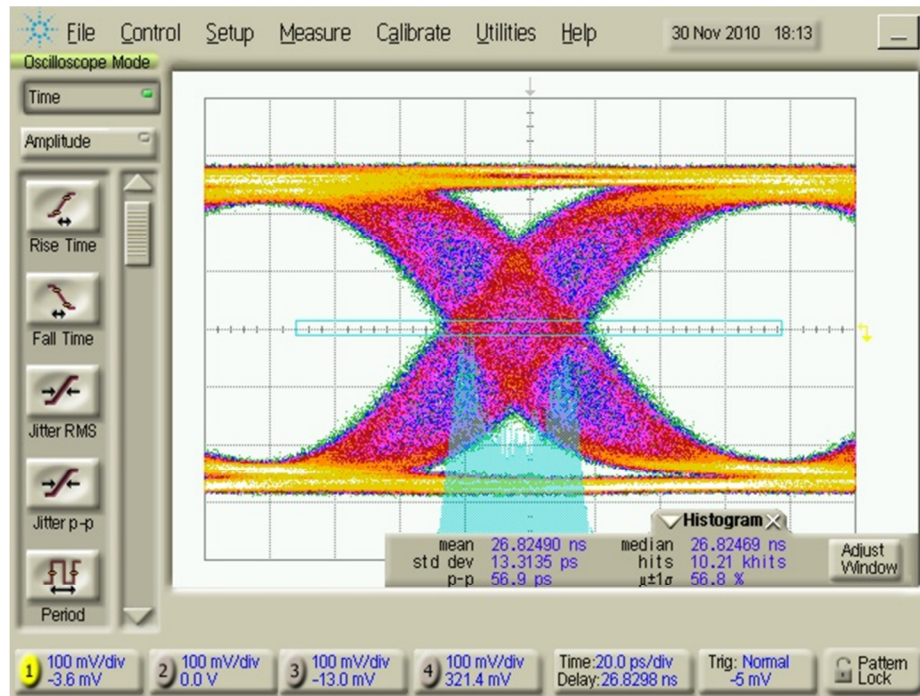 File Control Setup Measure Calibrate Utilities Help 30 Nov 2010 18:13
Oscilloscope Mode
Time
Amplitude
Rise Time
Fall Time
Jitter RMS
Jitter p-p
Period
Histogram
mean 26.82490 ns median 26.82469 ns
std dev 13.3135 ps hits 10.21 khits
p-p 56.9 ps µ±1σ 56.8 %
Adjust
Window
1 100 mV/div
-3.6 mV
2 100 mV/div
0.0 V
3 100 mV/div
-13.0 mV
4 100 mV/div
321.4 mV
Time:20.0 ps/div
Delay:26.8298 ns
Trig: Normal
-5 mV
Pattern
Lock